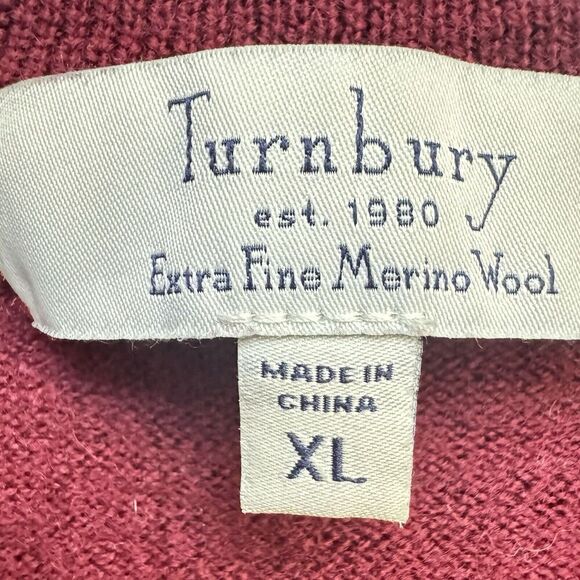 Turnbury
est. 1980
Extra Fine Merino Wool
MADE IN
CHINA
XL